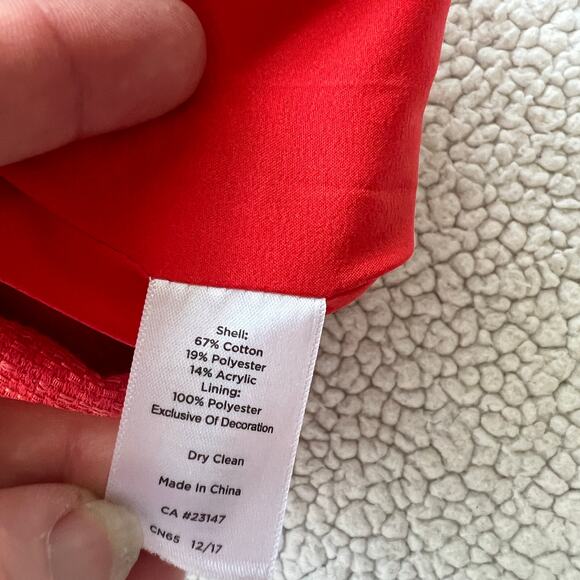 Shell:
67% Cotton
19% Polyester
14% Acrylic
Lining:
100% Polyester
Exclusive Of Decoration
Dry Clean
Made In China
CA #23147
CN65 12/17